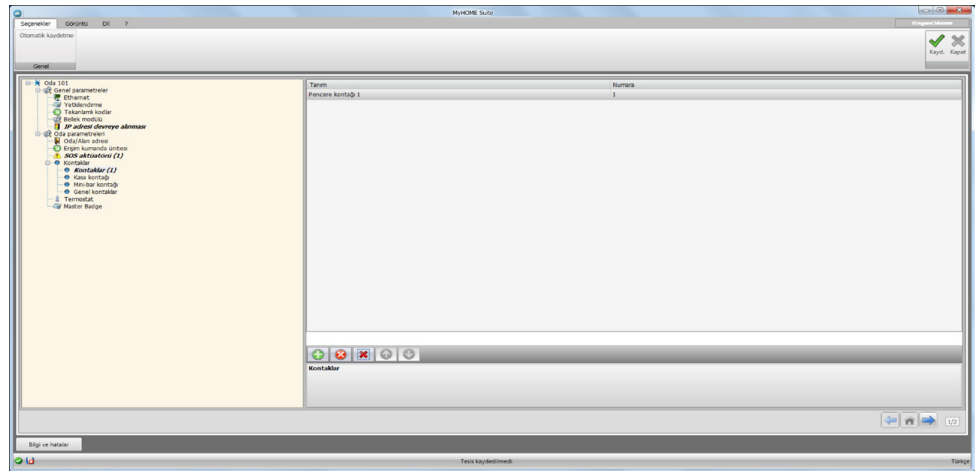 MyHOME Suite
Seçenekler Görüntü Dil ?
Otomatik kaydetme
Kayd. Kapat
Genel
Oda 101
Genel parametreler
Ethernet
Yetkilendirme
Tekanlamlı kodlar
Bellek modülü
IP adresi devreye alınması
Oda parametreleri
Oda/Alan adresi
Erişim kumanda ünitesi
SOS aktüatörü (1)
Kontaklar
Kontaklar (1)
Kasa kontağı
Mini-bar kontağı
Genel kontaklar
Termostat
Master Badge
Tanım Numara
Pencere kontağı 1 1
Kontaklar
1/2
Bilgi ve hatalar
Tesis kaydedilmedi Türkçe